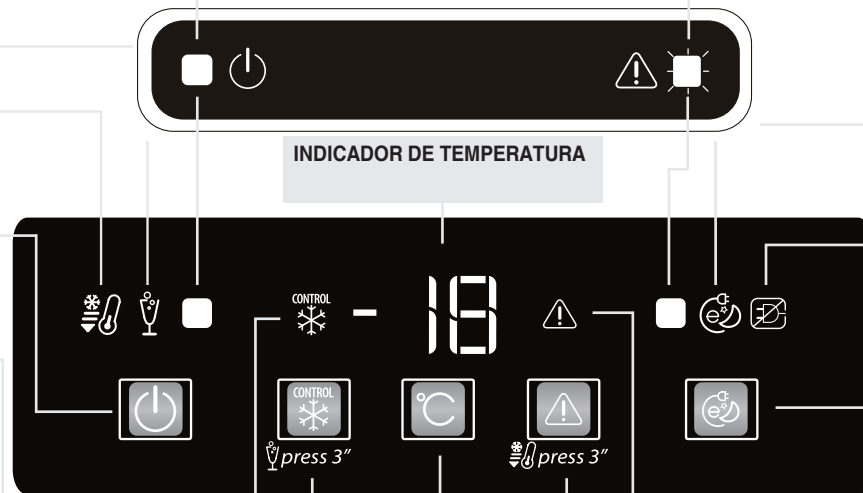 INDICADOR DE TEMPERATURA
CONTROL
-18
CONTROL
°C
press 3"
press 3"